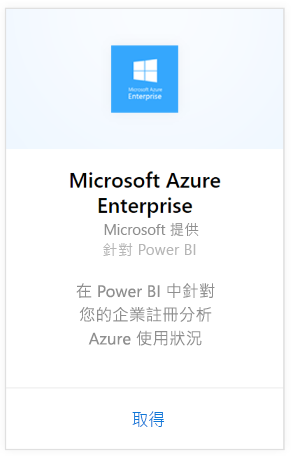 Microsoft Azure
Enterprise
Microsoft Azure
Enterprise
Microsoft 提供
針對 Power BI
在 Power BI 中針對
您的企業註冊分析
Azure 使用狀況
取得